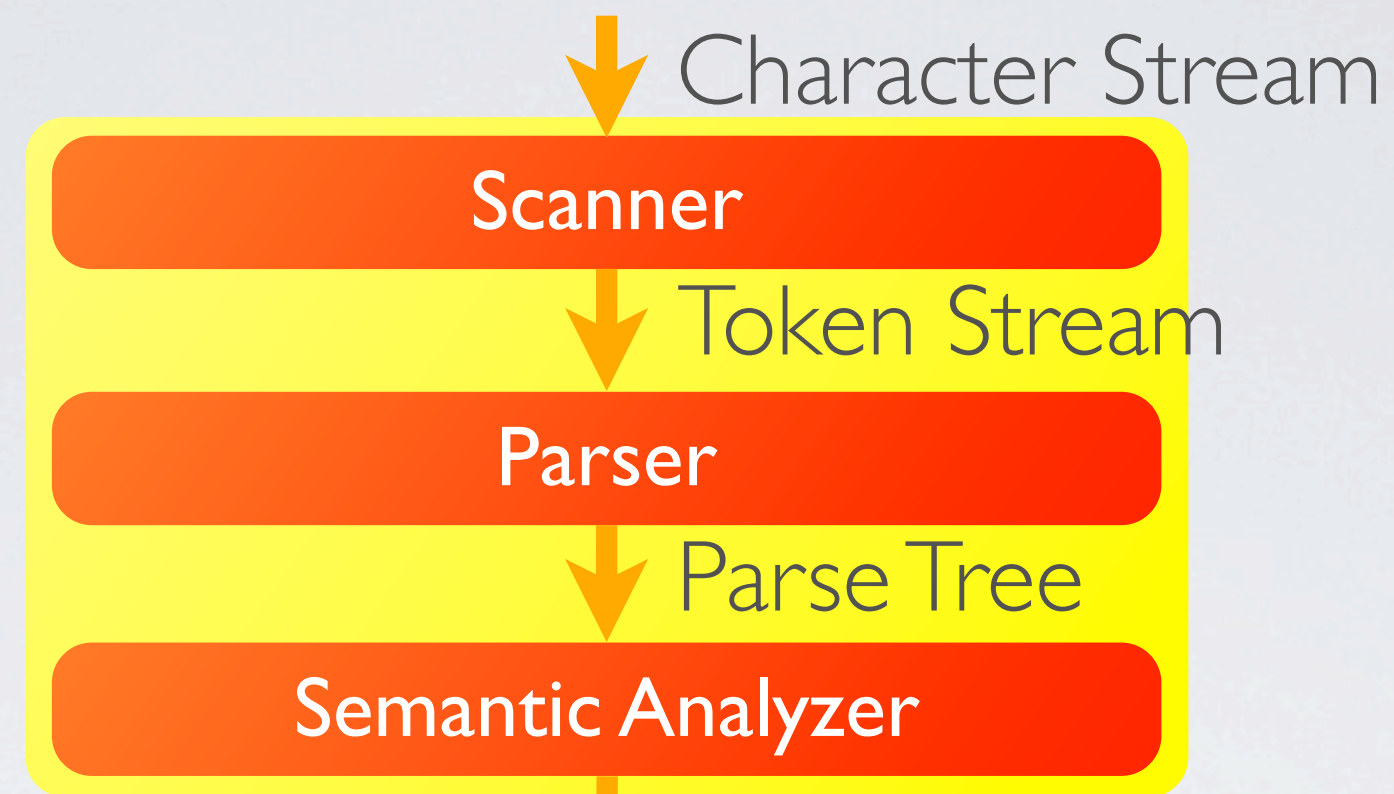 Character Stream
Scanner
Token Stream
Parser
Parse Tree
Semantic Analyzer